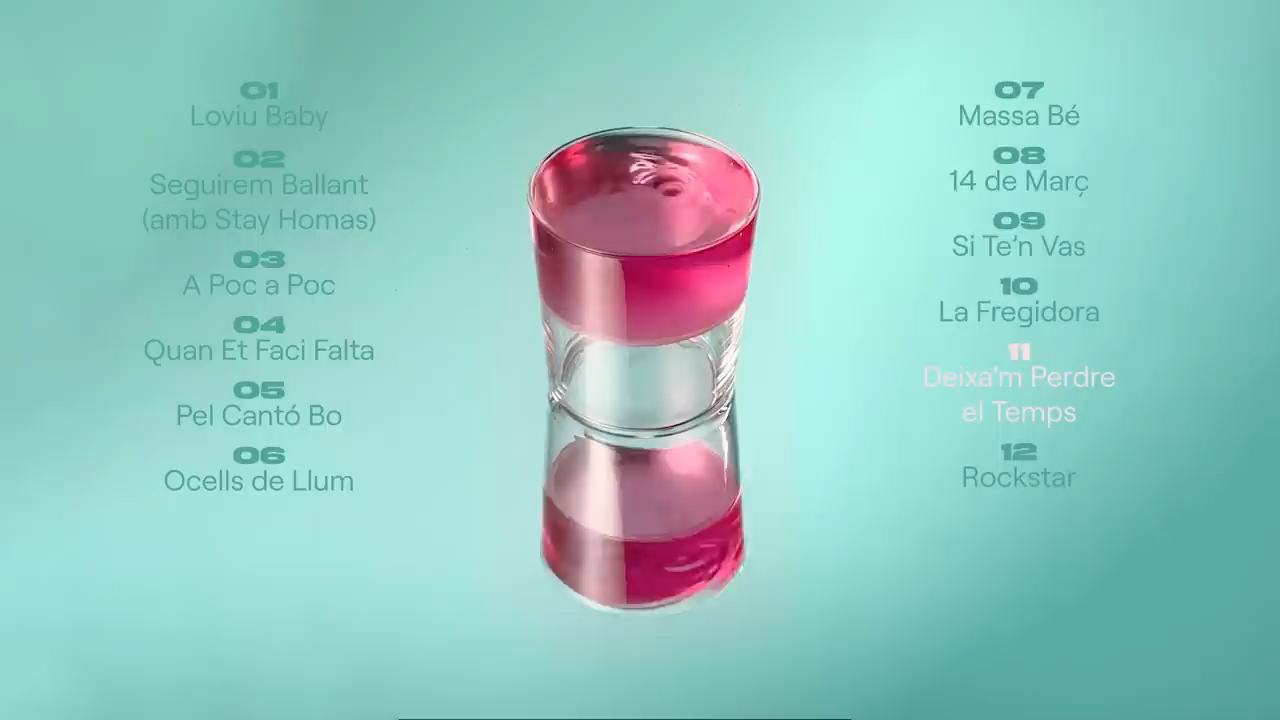 01
Loviu Baby
02
Seguirem Ballant
(amb Stay Homas)
03
A Poc a Poc
04
Quan Et Faci Falta
05
Pel Cantó Bo
06
Ocells de Llum
07
Massa Bé
08
14 de Març
09
Si Te’n Vas
10
La Fregidora
11
Deixa’m Perdre
el Temps
12
Rockstar